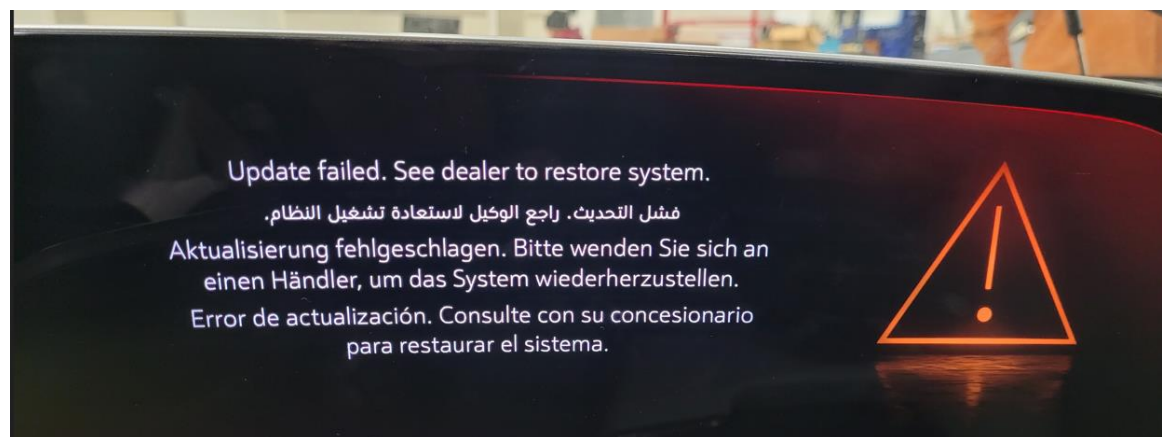 Update failed. See dealer to restore system.
فشل التحديث. راجع الوكيل لاستعادة تشغيل النظام.
Aktualisierung fehlgeschlagen. Bitte wenden Sie sich an
einen Händler, um das System wiederherzustellen.
Error de actualización. Consulte con su concesionario
para restaurar el sistema.